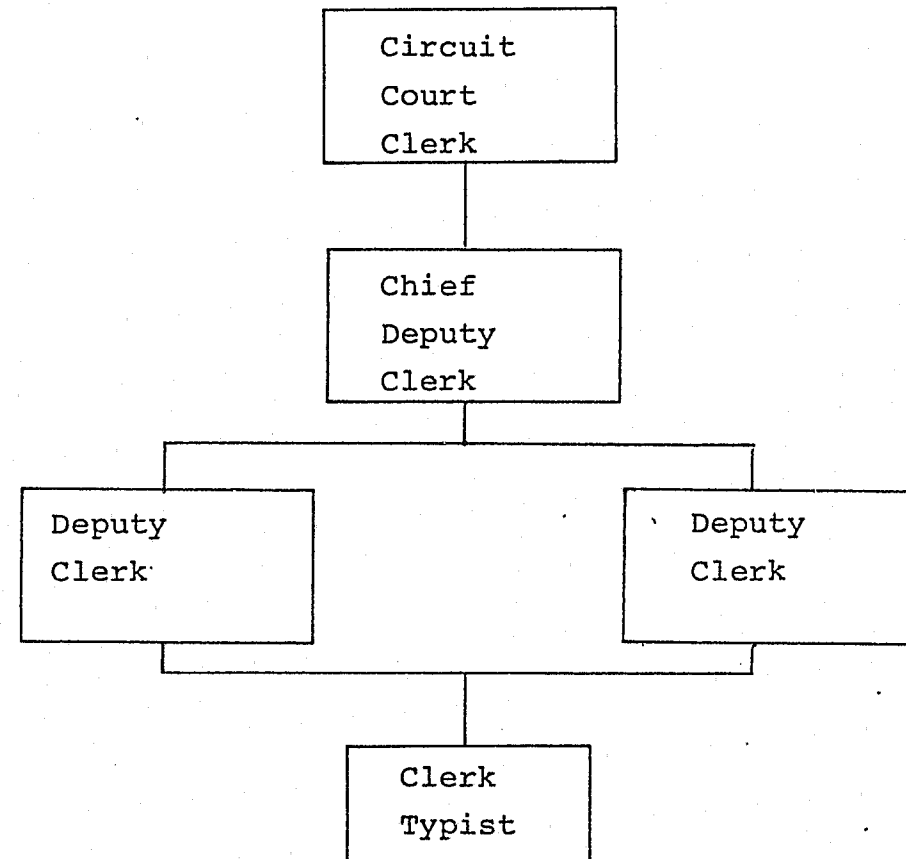 Circuit
Court
Clerk
Chief
Deputy
Clerk
Deputy
Clerk
Deputy
Clerk
Clerk
Typist